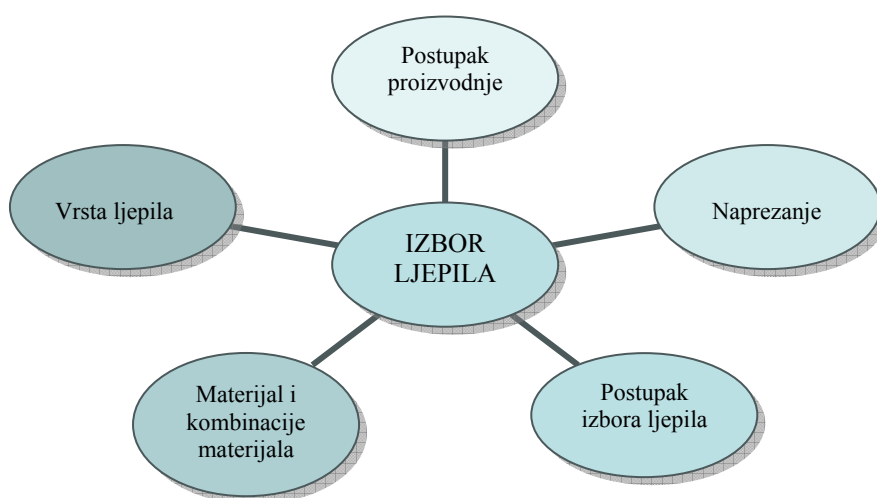 Postupak
proizvodnje
Vrsta ljepila
Naprezanje
IZBOR
LJEPILA
Materijal i
kombinacije
materijala
Postupak
izbora ljepila